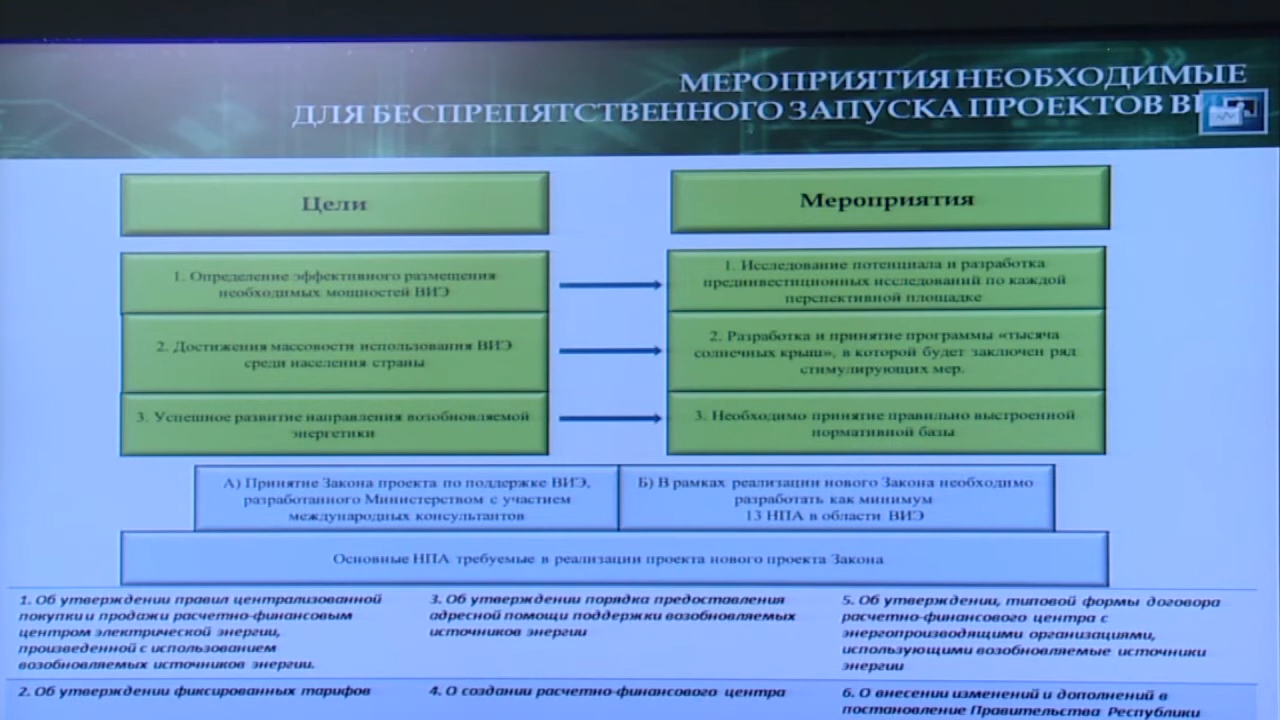 МЕРОПРИЯТИЯ НЕОБХОДИМЫЕ
ДЛЯ БЕСПРЕПЯТСТВЕННОГО ЗАПУСКА ПРОЕКТОВ
Цели
Мероприятия
1. Определение эффективного размещения
необходимых мощностей ВИЭ
1. Исследование потенциала и разработка
прединвестиционных исследований по каждой
перспективной площадке
2. Достижения массовости использования ВИЭ
среди населения страны
2. Разработка и принятие программы «тысяча
солнечных крыш», в которой будет заключен ряд
стимулирующих мер.
3. Успешное развитие направления возобновляемой
энергетики
3. Необходимо принятие правильно выстроенной
нормативной базы
А) Принятие Закона проекта по поддержке ВИЭ,
разработанного Министерством с участием
международных консультантов
Б) В рамках реализации нового Закона необходимо
разработать как минимум
13 НПА в области ВИЭ
Основные НПА требуемые в реализации проекта нового проекта Закона
1. Об утверждении правил централизованной
покупки и продажи расчетно-финансовым
центром электрической энергии,
произведенной с использованием
возобновляемых источников энергии.
3. Об утверждении порядка предоставления
адресной помощи поддержки возобновляемых
источников энергии
5. Об утверждении, типовой формы договора
расчетно-финансового центра с
энергопроизводящими организациями,
использующими возобновляемые источники
энергии
2. Об утверждении фиксированных тарифов
4. О создании расчетно-финансового центра
6. О внесении изменений и дополнений в
постановление Правительства Республики